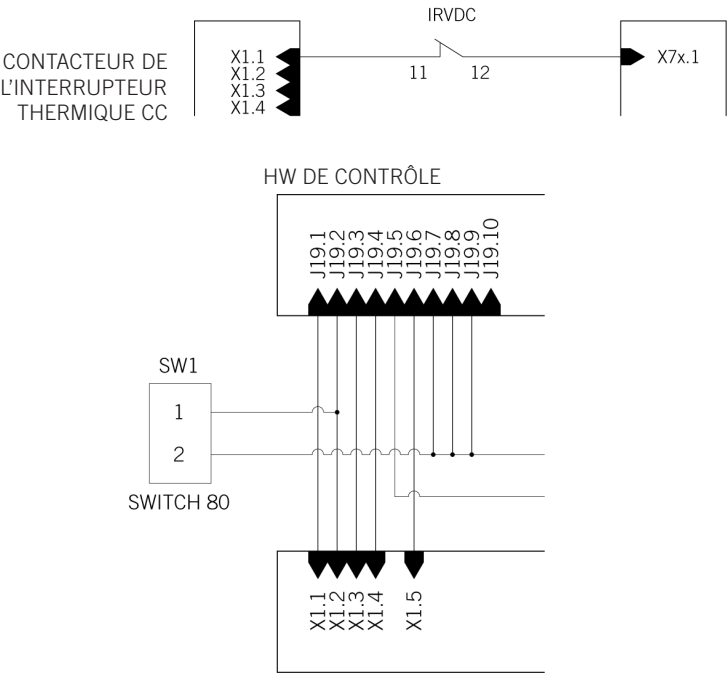 IRVDC
CONTACTEUR DE
L'INTERRUPTEUR
THERMIQUE CC
X1.1
X1.2
X1.3
X1.4
11
12
X7x.1
HW DE CONTRÔLE
J19.1
J19.2
J19.3
J19.4
J19.5
J19.6
J19.7
J19.8
J19.9
J19.10
SW1
1
2
SWITCH 80
X1.1
X1.2
X1.3
X1.4
X1.5